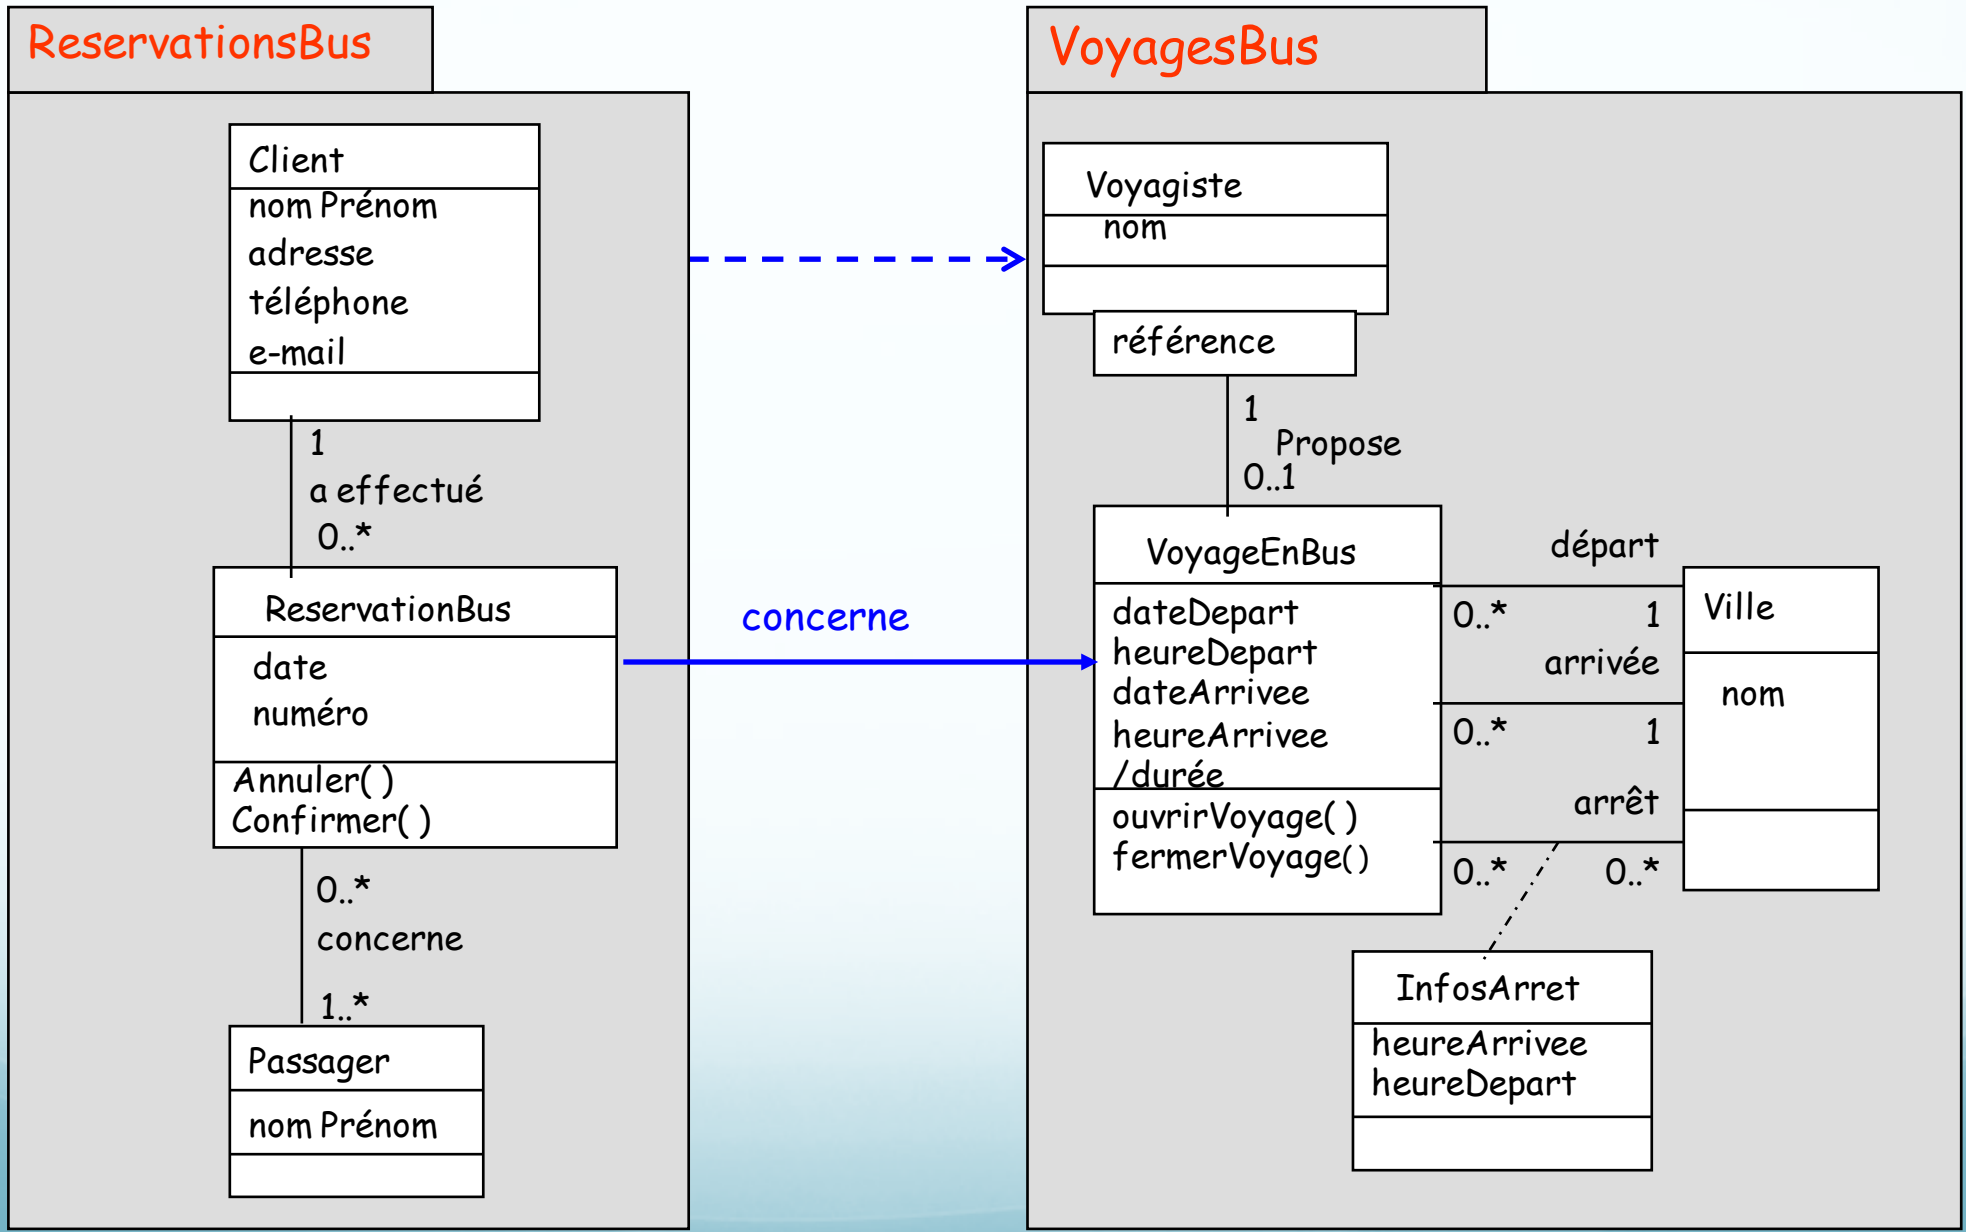 ReservationsBus
Client
nom Prénom
adresse
téléphone
e-mail
1
a effectué
0..*
ReservationBus
date
numéro
Annuler( )
Confirmer( )
0..*
concerne
1..*
Passager
nom Prénom
concerne
VoyagesBus
Voyagiste
nom
référence
1
Propose
0..1
VoyageEnBus
dateDepart
heureDepart
dateArrivee
heureArrivee
/durée
ouvrirVoyage( )
fermerVoyage( )
départ
0..* 1
arrivée
0..* 1
arrêt
0..* 0..*
Ville
nom
InfosArret
heureArrivee
heureDepart